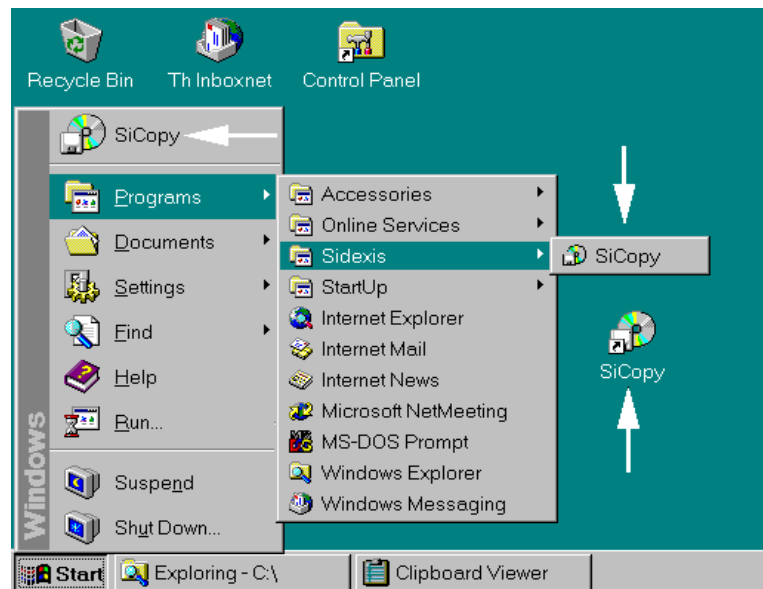 Recycle Bin
Th Inboxnet
Control Panel
SiCopy
Programs
Documents
Settings
Find
Help
Run...
Suspend
Shut Down...
Windows
Accessories
Online Services
Sidexis
StartUp
Internet Explorer
Internet Mail
Internet News
Microsoft NetMeeting
MS-DOS Prompt
Windows Explorer
Windows Messaging
SiCopy
SiCopy
Start
Exploring - C:\
Clipboard Viewer